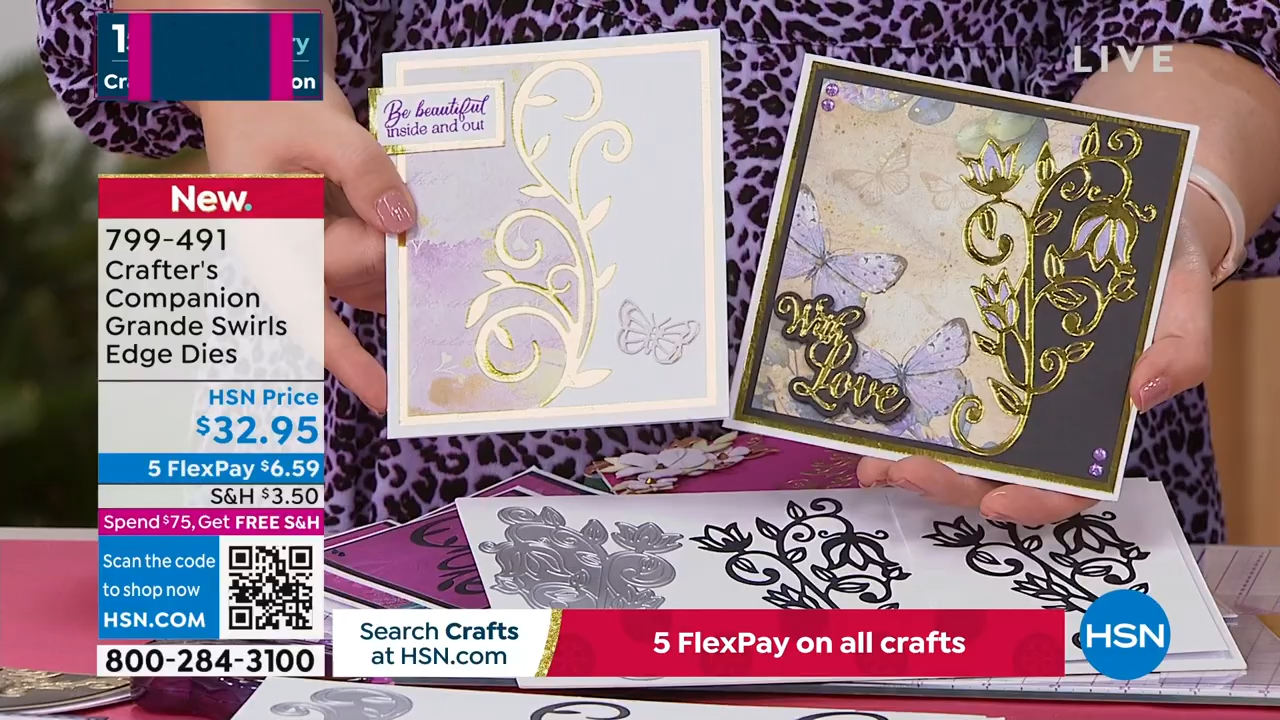 LIVE
New.
799-491
Crafter's
Companion
Grande Swirls
Edge Dies
HSN Price
$32.95
5 FlexPay $6.59
S&H $3.50
Spend $75, Get FREE S&H
Scan the code
to shop now
HSN.COM
800-284-3100
Be beautiful
inside and out
With
Love
Search Crafts
at HSN.com
5 FlexPay on all crafts
HSN